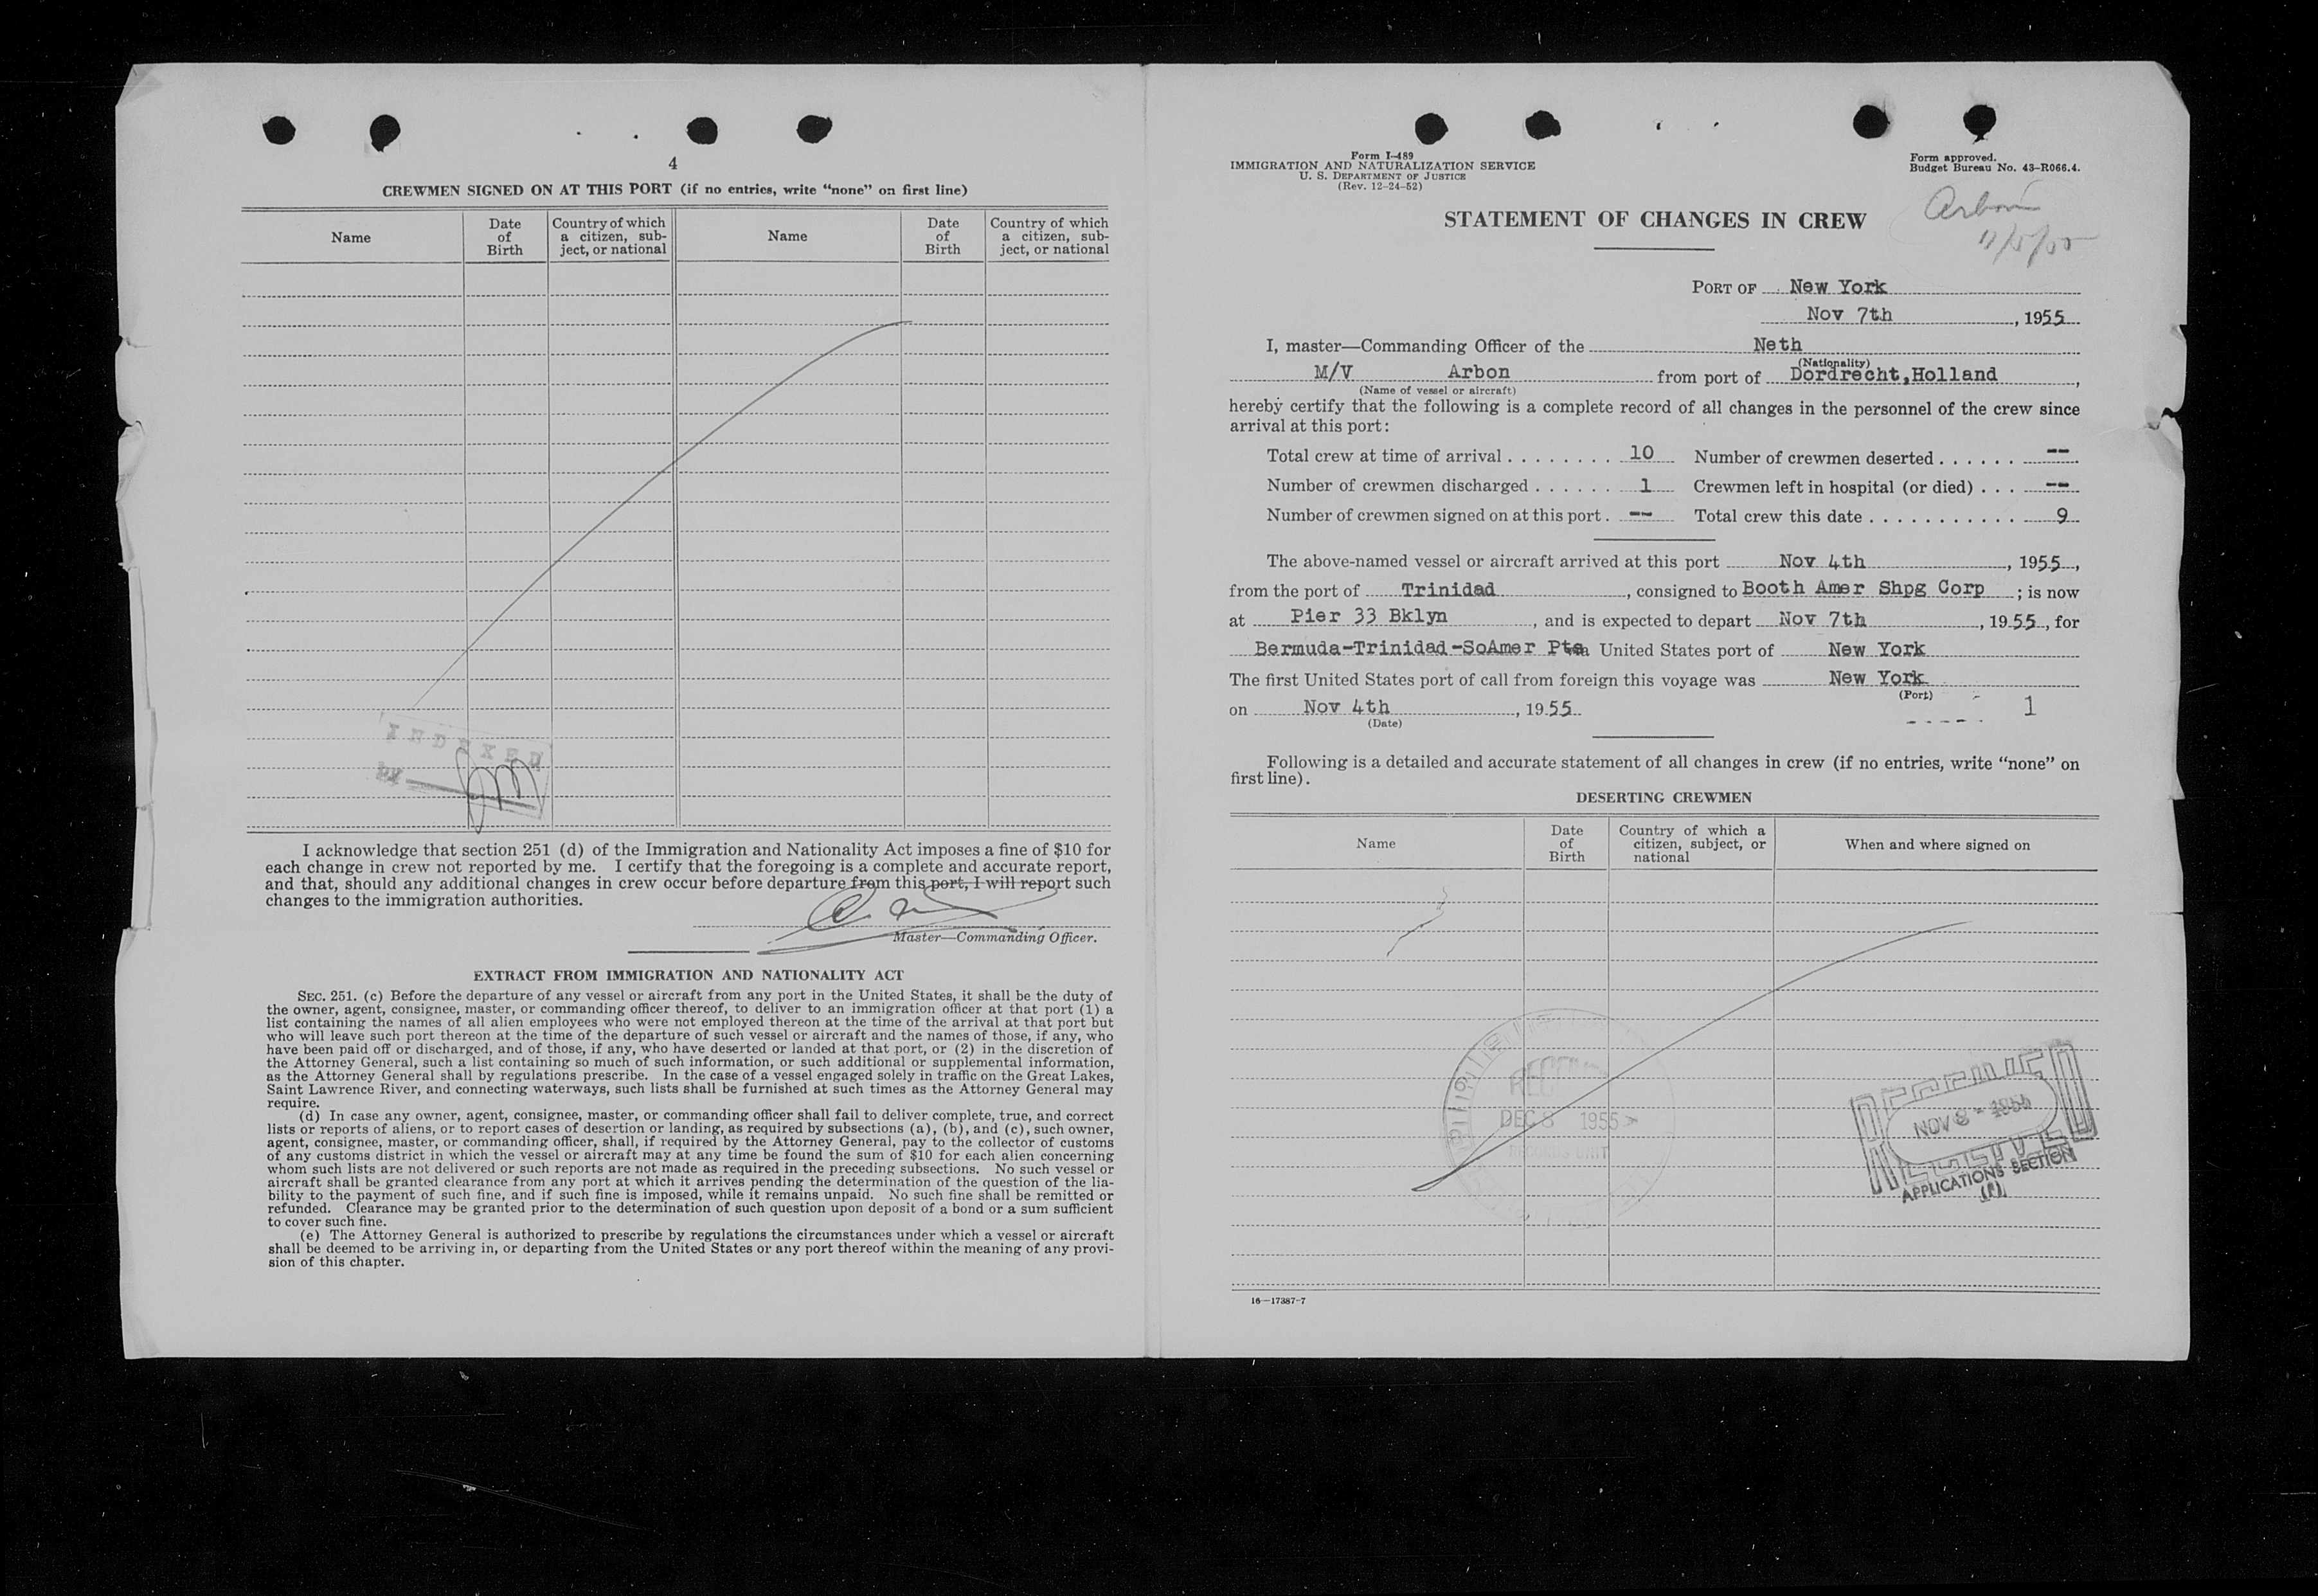 4
CREWMEN SIGNED ON AT THIS PORT (if no entries, write “none” on first line)
Name
Date of Birth
Country of which a citizen, subject, or national
Name
Date of Birth
Country of which a citizen, subject, or national
INDEXED
I acknowledge that section 251 (d) of the Immigration and Nationality Act imposes a fine of $10 for
each change in crew not reported by me. I certify that the foregoing is a complete and accurate report,
and that, should any additional changes in crew occur before departure from this port, I will report such
changes to the immigration authorities.
Master—Commanding Officer.
EXTRACT FROM IMMIGRATION AND NATIONALITY ACT
SEC. 251. (c) Before the departure of any vessel or aircraft from any port in the United States, it shall be the duty of
the owner, agent, consignee, master, or commanding officer thereof, to deliver to an immigration officer at that port (1) a
list containing the names of all alien employees who were not employed thereon at the time of the arrival at that port but
who will leave such port thereon at the time of the departure of such vessel or aircraft and the names of those, if any, who
have been paid off or discharged, and of those, if any, who have deserted or landed at that port, or (2) in the discretion of
the Attorney General, such a list containing so much of such information, or such additional or supplemental information,
as the Attorney General shall by regulations prescribe. In the case of a vessel engaged solely in traffic on the Great Lakes,
Saint Lawrence River, and connecting waterways, such lists shall be furnished at such times as the Attorney General may
require.
(d) In case any owner, agent, consignee, master, or commanding officer shall fail to deliver complete, true, and correct
lists or reports of aliens, or to report cases of desertion or landing, as required by subsections (a), (b), and (c), such owner,
agent, consignee, master, or commanding officer, shall, if required by the Attorney General, pay to the collector of customs
of any customs district in which the vessel or aircraft may at any time be found the sum of $10 for each alien concerning
whom such lists are not delivered or such reports are not made as required in the preceding subsections. No such vessel or
aircraft shall be granted clearance from any port at which it arrives pending the determination of the question of the lia-
bility to the payment of such fine, and if such fine is imposed, while it remains unpaid. No such fine shall be remitted or
refunded. Clearance may be granted prior to the determination of such question upon deposit of a bond or a sum sufficient
to cover such fine.
(e) The Attorney General is authorized to prescribe by regulations the circumstances under which a vessel or aircraft
shall be deemed to be arriving in, or departing from the United States or any port thereof within the meaning of any provi-
sion of this chapter.
Form I-489
IMMIGRATION AND NATURALIZATION SERVICE
U. S. DEPARTMENT OF JUSTICE
(Rev. 12-24-52)
Form approved.
Budget Bureau No. 43-R066.4.
Arbon
11/5/55
STATEMENT OF CHANGES IN CREW
PORT OF New York
Nov 7th, 1955
I, master—Commanding Officer of the Neth
(Nationality)
M/V Arbon from port of Dordrecht,Holland,
(Name of vessel or aircraft)
hereby certify that the following is a complete record of all changes in the personnel of the crew since
arrival at this port:
Total crew at time of arrival . . . . . . . . 10 Number of crewmen deserted . . . . . . --
Number of crewmen discharged . . . . . . 1 Crewmen left in hospital (or died) . . . --
Number of crewmen signed on at this port . -- Total crew this date . . . . . . . . . . . 9
The above-named vessel or aircraft arrived at this port Nov 4th, 1955,
from the port of Trinidad, consigned to Booth Amer Shpg Corp ; is now
at Pier 33 Bklyn, and is expected to depart Nov 7th, 1955, for
Bermuda-Trinidad-SoAmer Pts via United States port of New York
The first United States port of call from foreign this voyage was New York
(Port)
on Nov 4th, 1955 1
(Date)
Following is a detailed and accurate statement of all changes in crew (if no entries, write “none” on
first line).
DESERTING CREWMEN
Name
Date of Birth
Country of which a citizen, subject, or national
When and where signed on
DEC 8 1955
RECORDS UNIT
RECEIVED
NOV 8 -
RECEIVED
APPLICATIONS SECTION
16—17387-7